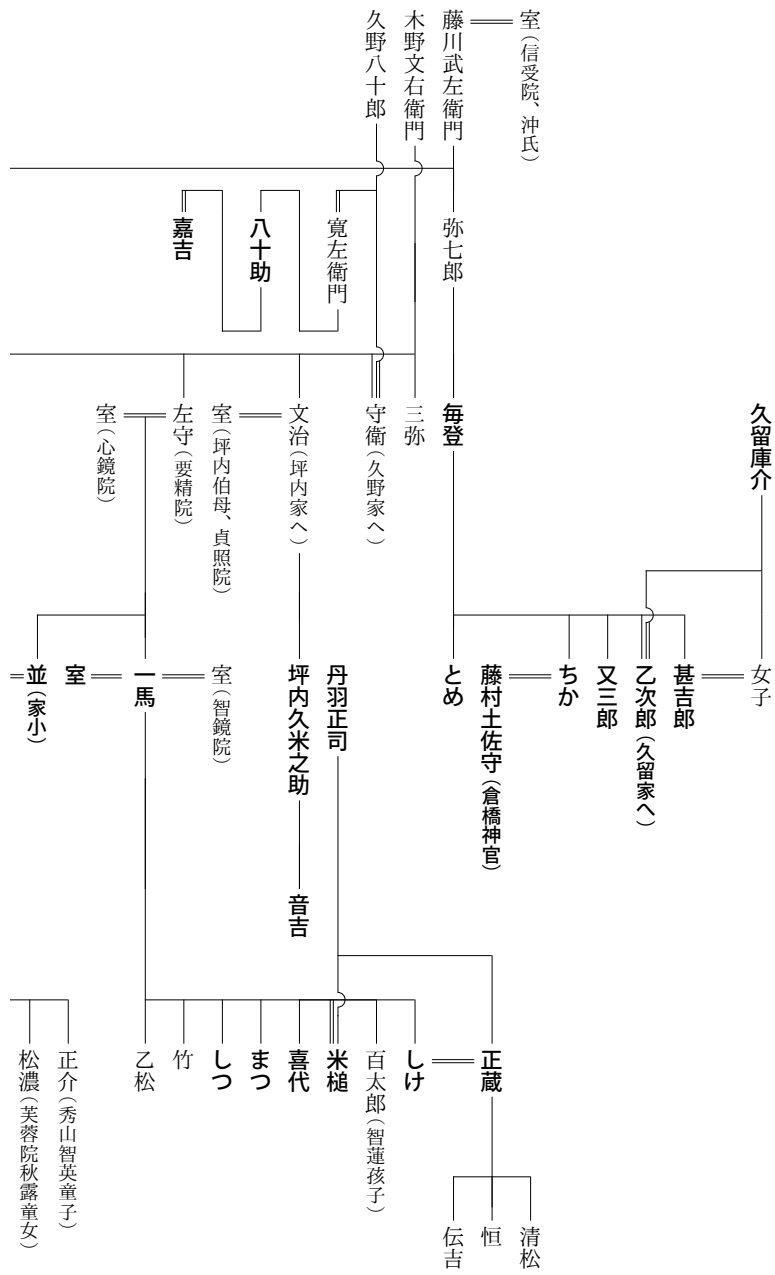 室（信受院、沖氏）
藤川武左衛門
木野文右衛門
久野八十郎
弥七郎
寛左衛門
八十助
嘉吉
久留庫介
毎登
三弥
守衛（久野家へ）
文治（坪内家へ）
室（坪内伯母、貞照院）
左守（要精院）
室（心鏡院）
女子
甚吉郎
乙次郎（久留家へ）
又三郎
ちか
藤村土佐守（倉橋神官）
とめ
丹羽正司
坪内久米之助
室（智鏡院）
一馬
室
並（家小）
音吉
正蔵
しけ
百太郎（智蓮孩子）
米槌
喜代
まつ
しつ
竹
乙松
正介（秀山智英童子）
松濃（芙蓉院秋露童女）
清松
恒
伝吉